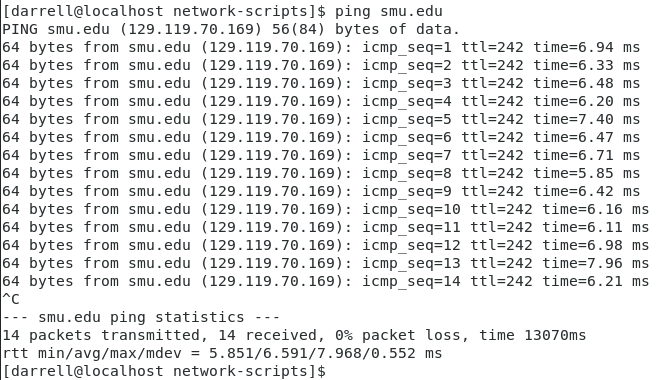 [darrell@localhost network-scripts]$ ping smu.edu
PING smu.edu (129.119.70.169) 56(84) bytes of data.
64 bytes from smu.edu (129.119.70.169): icmp_seq=1 ttl=242 time=6.94 ms
64 bytes from smu.edu (129.119.70.169): icmp_seq=2 ttl=242 time=6.33 ms
64 bytes from smu.edu (129.119.70.169): icmp_seq=3 ttl=242 time=6.48 ms
64 bytes from smu.edu (129.119.70.169): icmp_seq=4 ttl=242 time=6.20 ms
64 bytes from smu.edu (129.119.70.169): icmp_seq=5 ttl=242 time=7.40 ms
64 bytes from smu.edu (129.119.70.169): icmp_seq=6 ttl=242 time=6.47 ms
64 bytes from smu.edu (129.119.70.169): icmp_seq=7 ttl=242 time=6.71 ms
64 bytes from smu.edu (129.119.70.169): icmp_seq=8 ttl=242 time=5.85 ms
64 bytes from smu.edu (129.119.70.169): icmp_seq=9 ttl=242 time=6.42 ms
64 bytes from smu.edu (129.119.70.169): icmp_seq=10 ttl=242 time=6.16 ms
64 bytes from smu.edu (129.119.70.169): icmp_seq=11 ttl=242 time=6.11 ms
64 bytes from smu.edu (129.119.70.169): icmp_seq=12 ttl=242 time=6.98 ms
64 bytes from smu.edu (129.119.70.169): icmp_seq=13 ttl=242 time=7.96 ms
64 bytes from smu.edu (129.119.70.169): icmp_seq=14 ttl=242 time=6.21 ms
^C
--- smu.edu ping statistics ---
14 packets transmitted, 14 received, 0% packet loss, time 13070ms
rtt min/avg/max/mdev = 5.851/6.591/7.968/0.552 ms
[darrell@localhost network-scripts]$